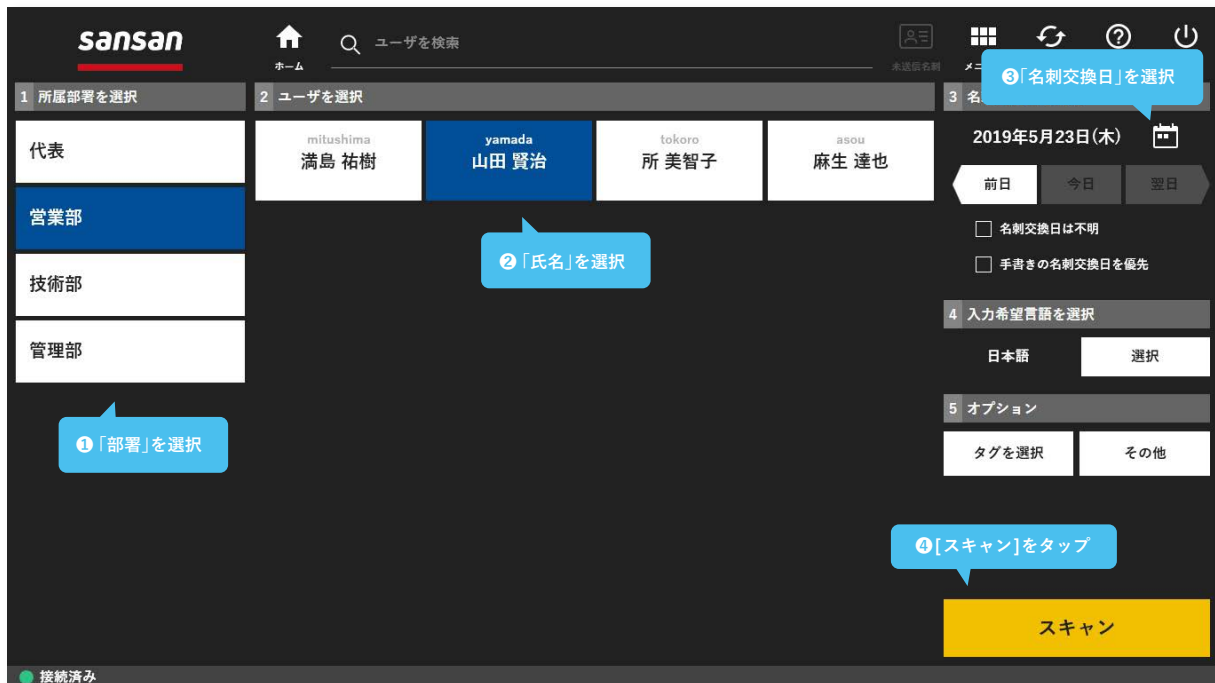 sansan
ホーム
ユーザを検索
未送信名刺
❸「名刺交換日」を選択
1 所属部署を選択
2 ユーザを選択
3 名
代表
営業部
技術部
管理部
❶「部署」を選択
mitushima
満島 祐樹
yamada
山田 賢治
tokoro
所 美智子
asou
麻生 達也
❷「氏名」を選択
2019年5月23日(木)
前日
今日
翌日
名刺交換日は不明
手書きの名刺交換日を優先
4 入力希望言語を選択
日本語
選択
5 オプション
タグを選択
その他
❹[スキャン]をタップ
スキャン
接続済み